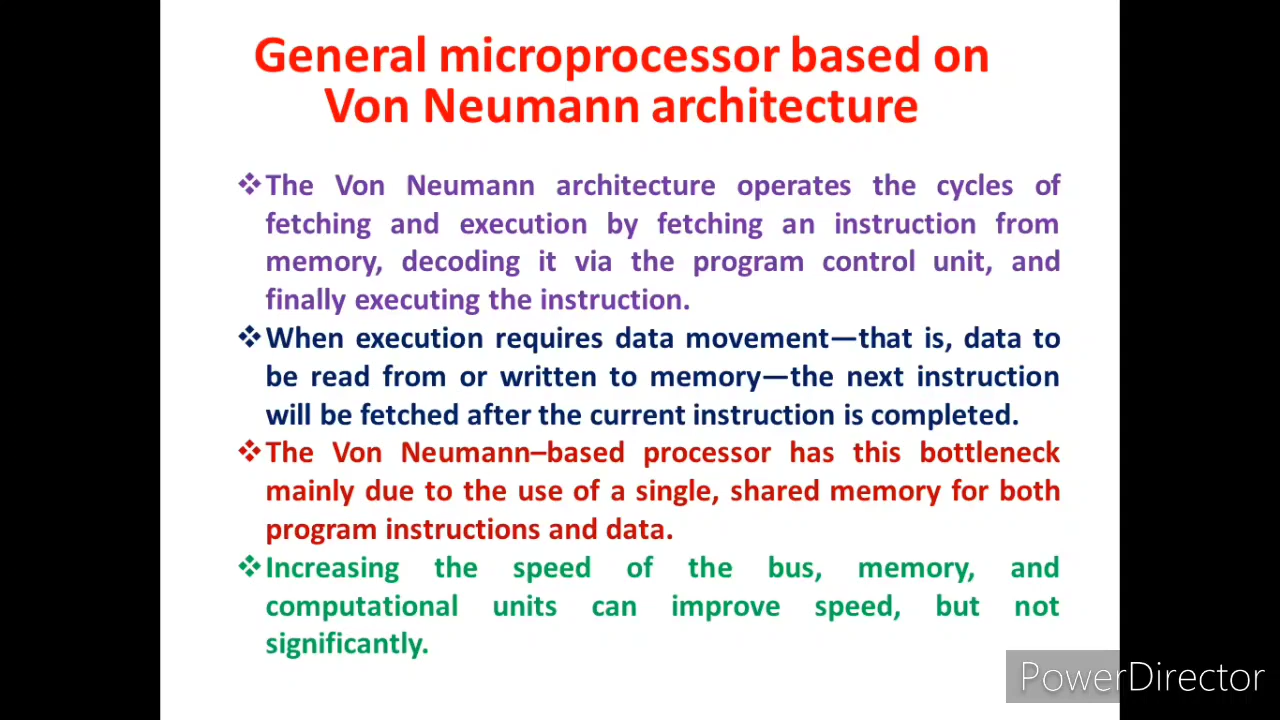 General microprocessor based on
Von Neumann architecture
❖The Von Neumann architecture operates the cycles of
fetching and execution by fetching an instruction from
memory, decoding it via the program control unit, and
finally executing the instruction.
❖When execution requires data movement—that is, data to
be read from or written to memory—the next instruction
will be fetched after the current instruction is completed.
❖The Von Neumann–based processor has this bottleneck
mainly due to the use of a single, shared memory for both
program instructions and data.
❖Increasing the speed of the bus, memory, and
computational units can improve speed, but not
significantly.
PowerDirector